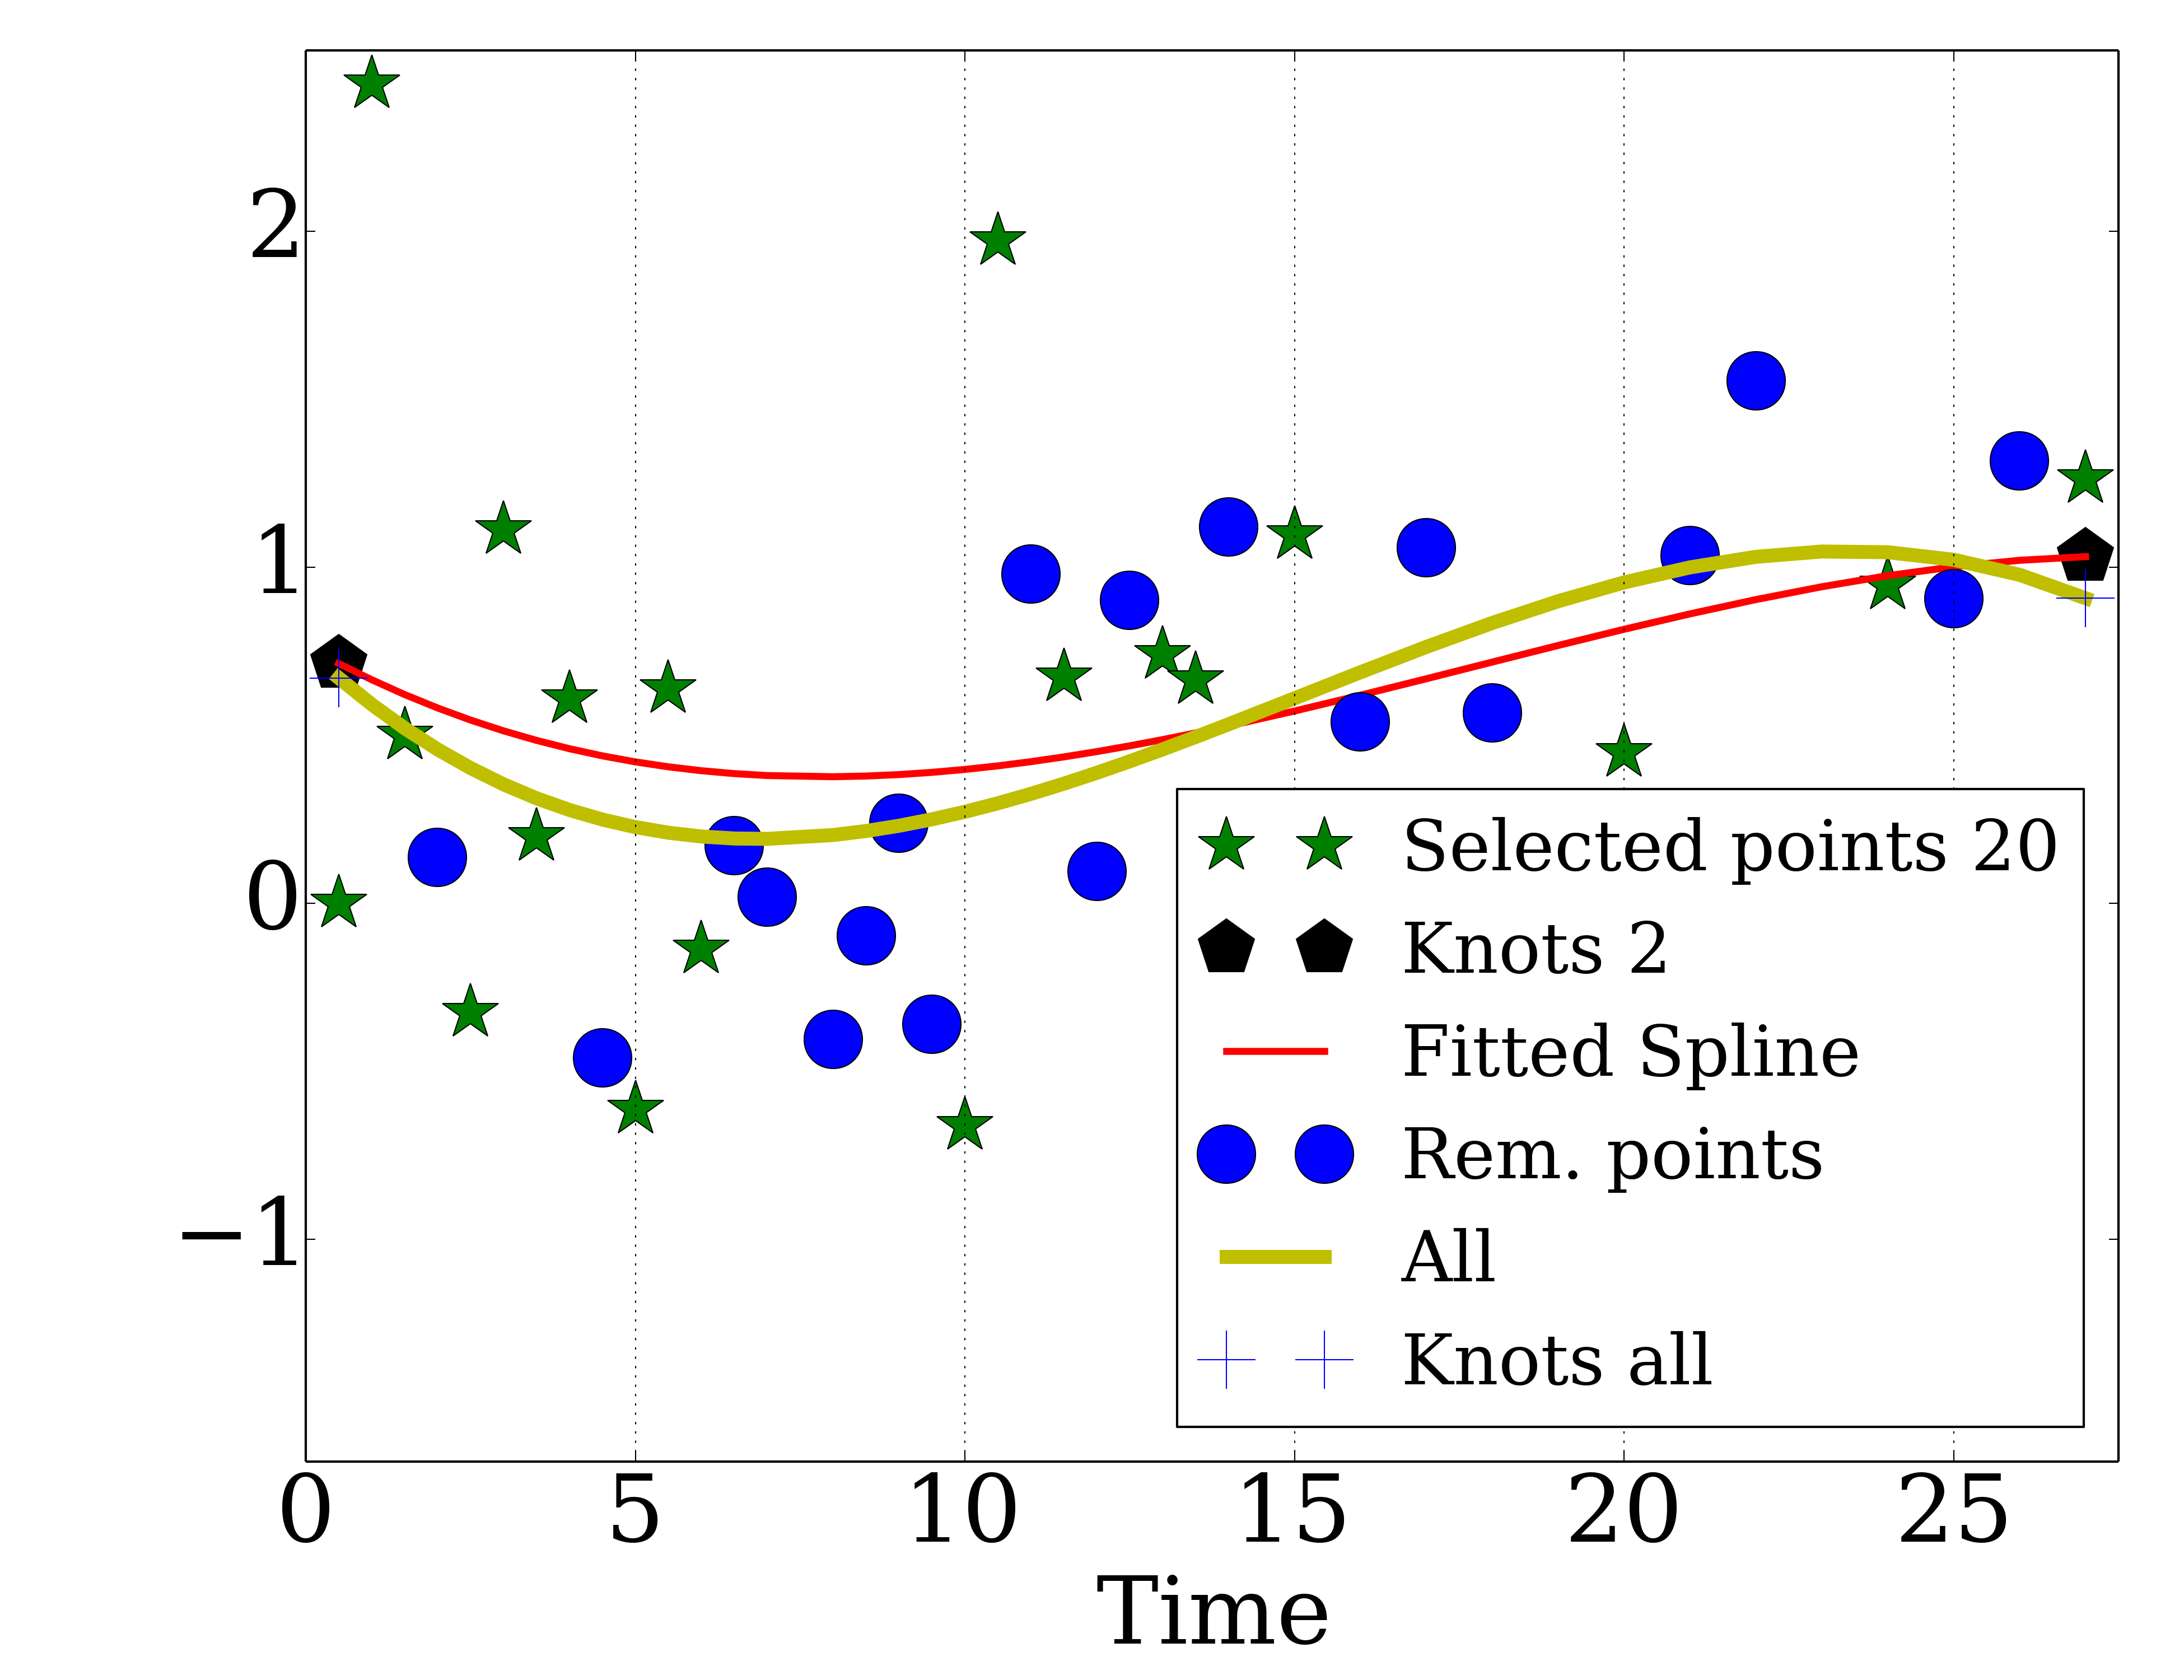 2
1
0
−1
Selected points 20
Knots 2
Fitted Spline
Rem. points
All
Knots all
0 5 10 15 20 25
Time